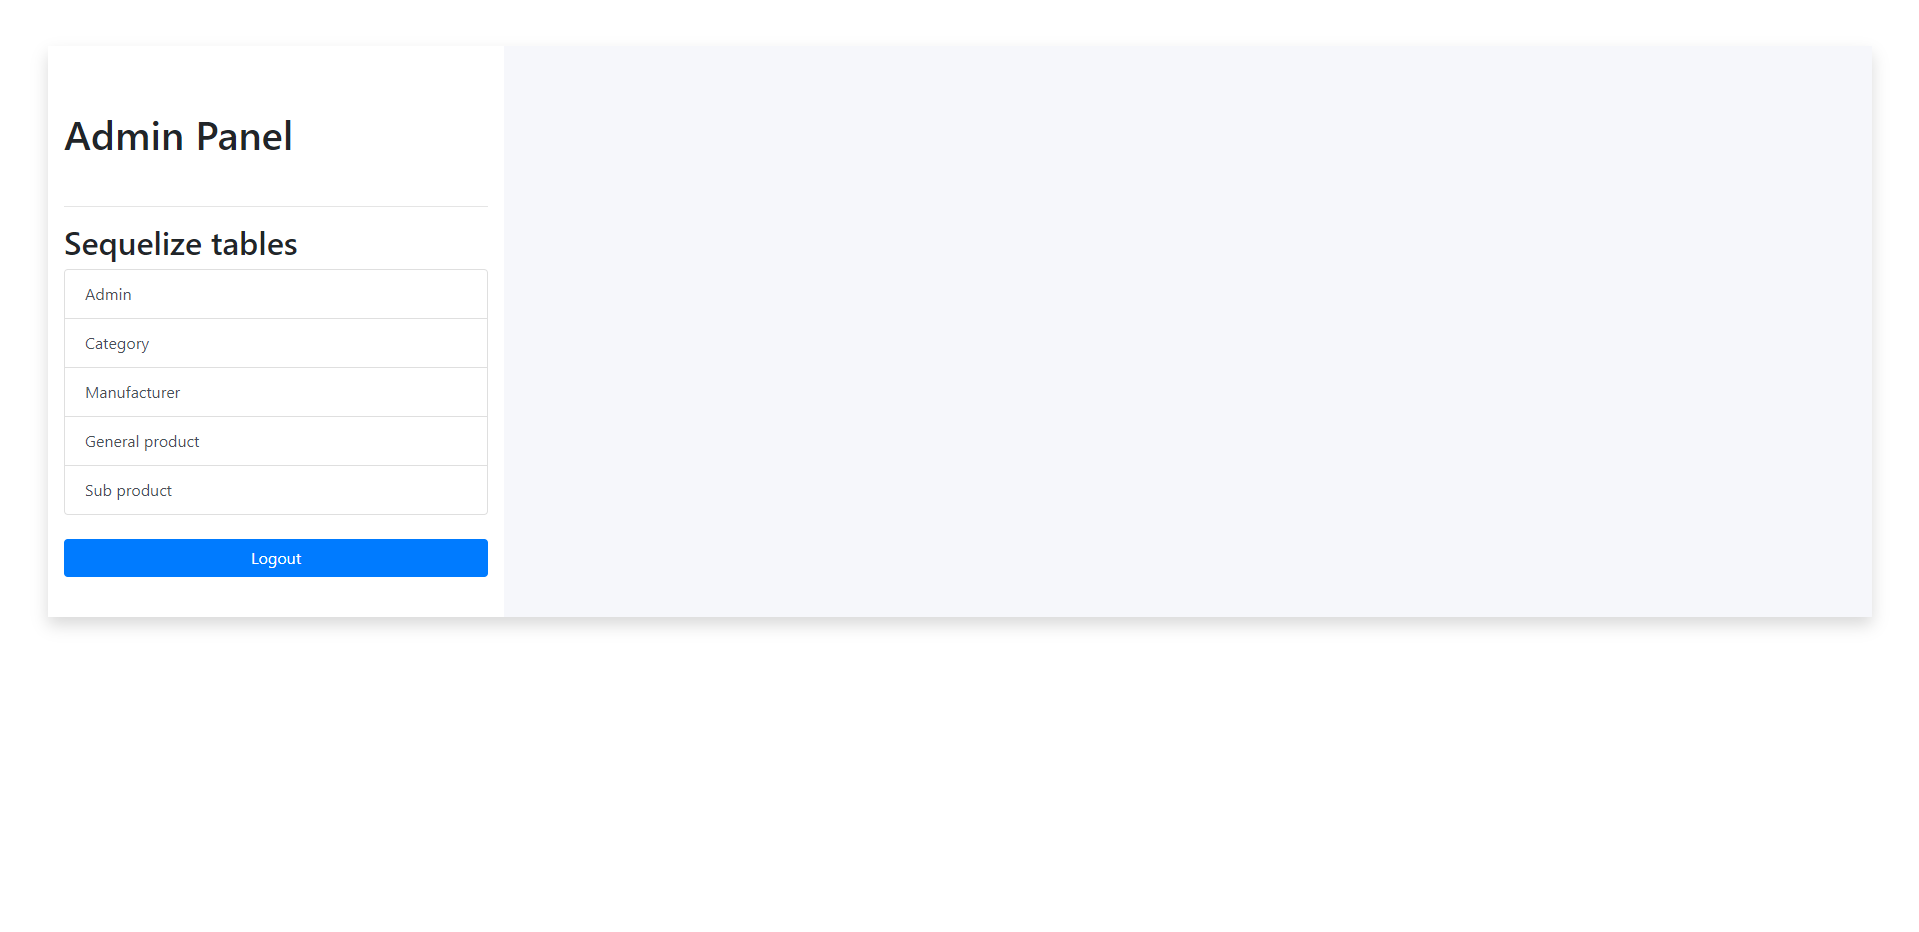 Admin Panel
Sequelize tables
Admin
Category
Manufacturer
General product
Sub product
Logout